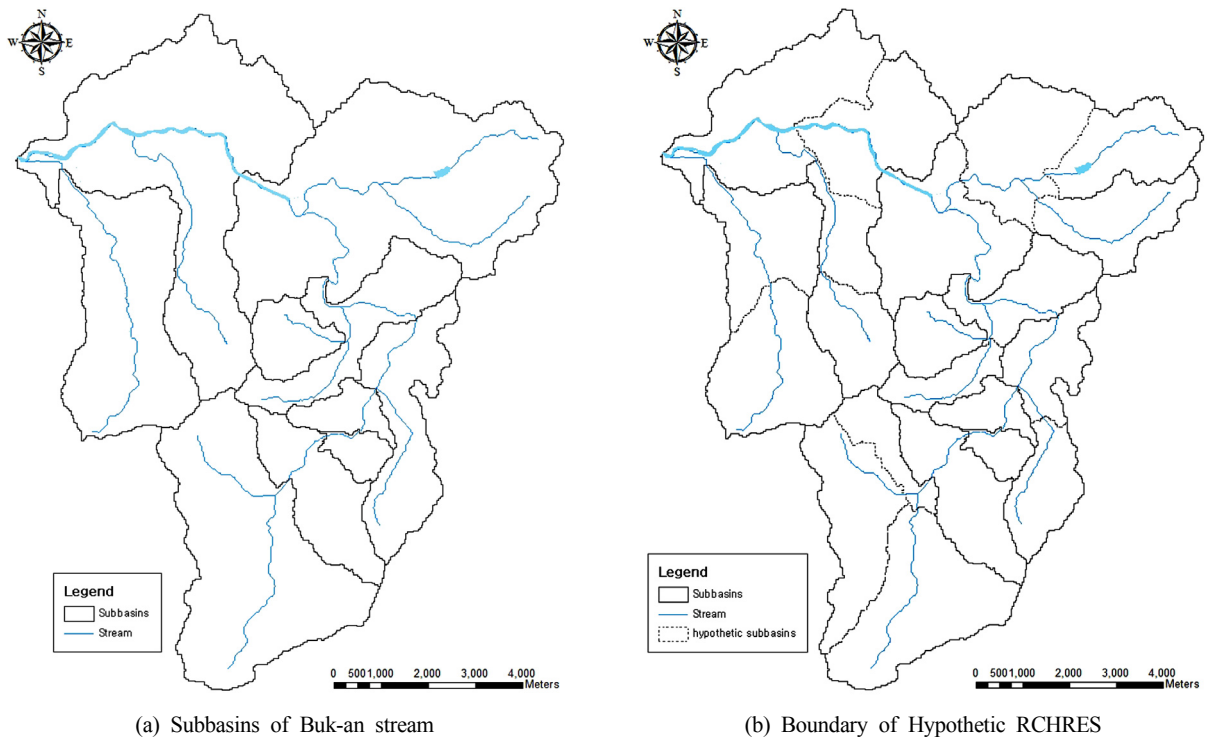 N
W E
S
Legend
Subbasins
Stream
0 5001,000 2,000 3,000 4,000
Meters
(a) Subbasins of Buk-an stream
N
W E
S
Legend
Subbasins
Stream
hypothetic subbasins
0 5001,000 2,000 3,000 4,000
Meters
(b) Boundary of Hypothetic RCHRES